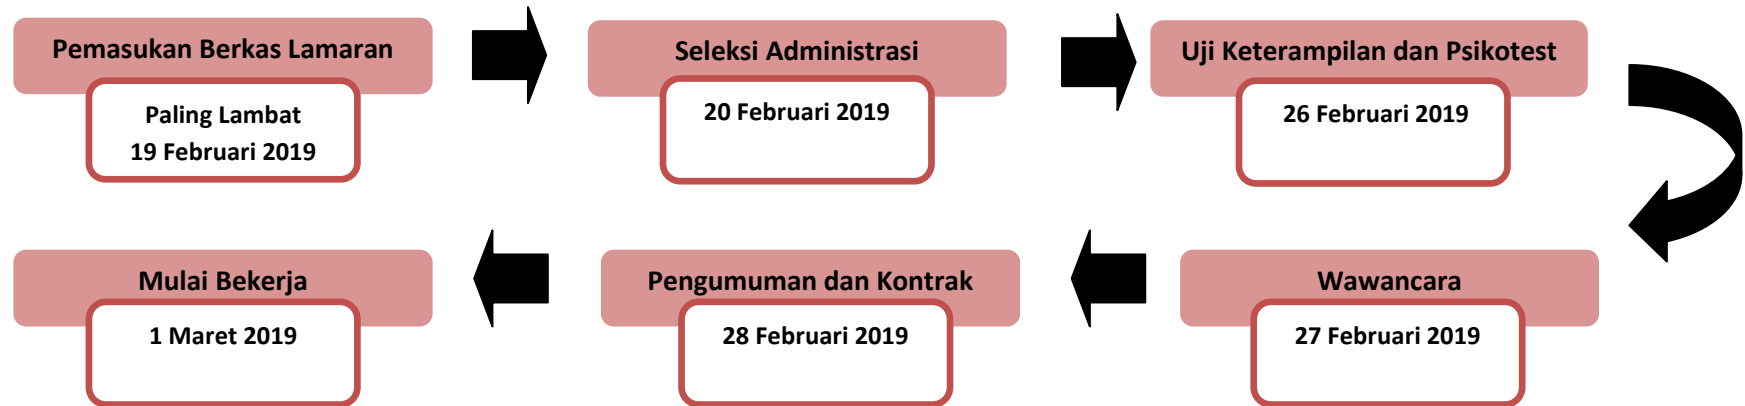 Pemasukan Berkas Lamaran
Paling Lambat
19 Februari 2019
Seleksi Administrasi
20 Februari 2019
Uji Keterampilan dan Psikotest
26 Februari 2019
Wawancara
27 Februari 2019
Pengumuman dan Kontrak
28 Februari 2019
Mulai Bekerja
1 Maret 2019